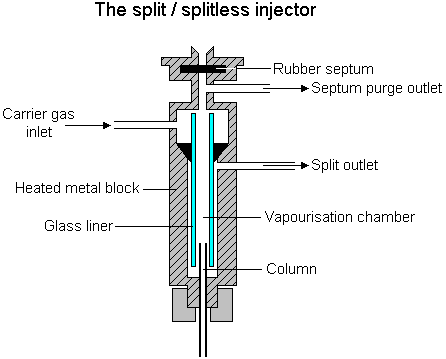 The split / splitless injector
Rubber septum
Septum purge outlet
Carrier gas
inlet
Split outlet
Heated metal block
Vapourisation chamber
Glass liner
Column